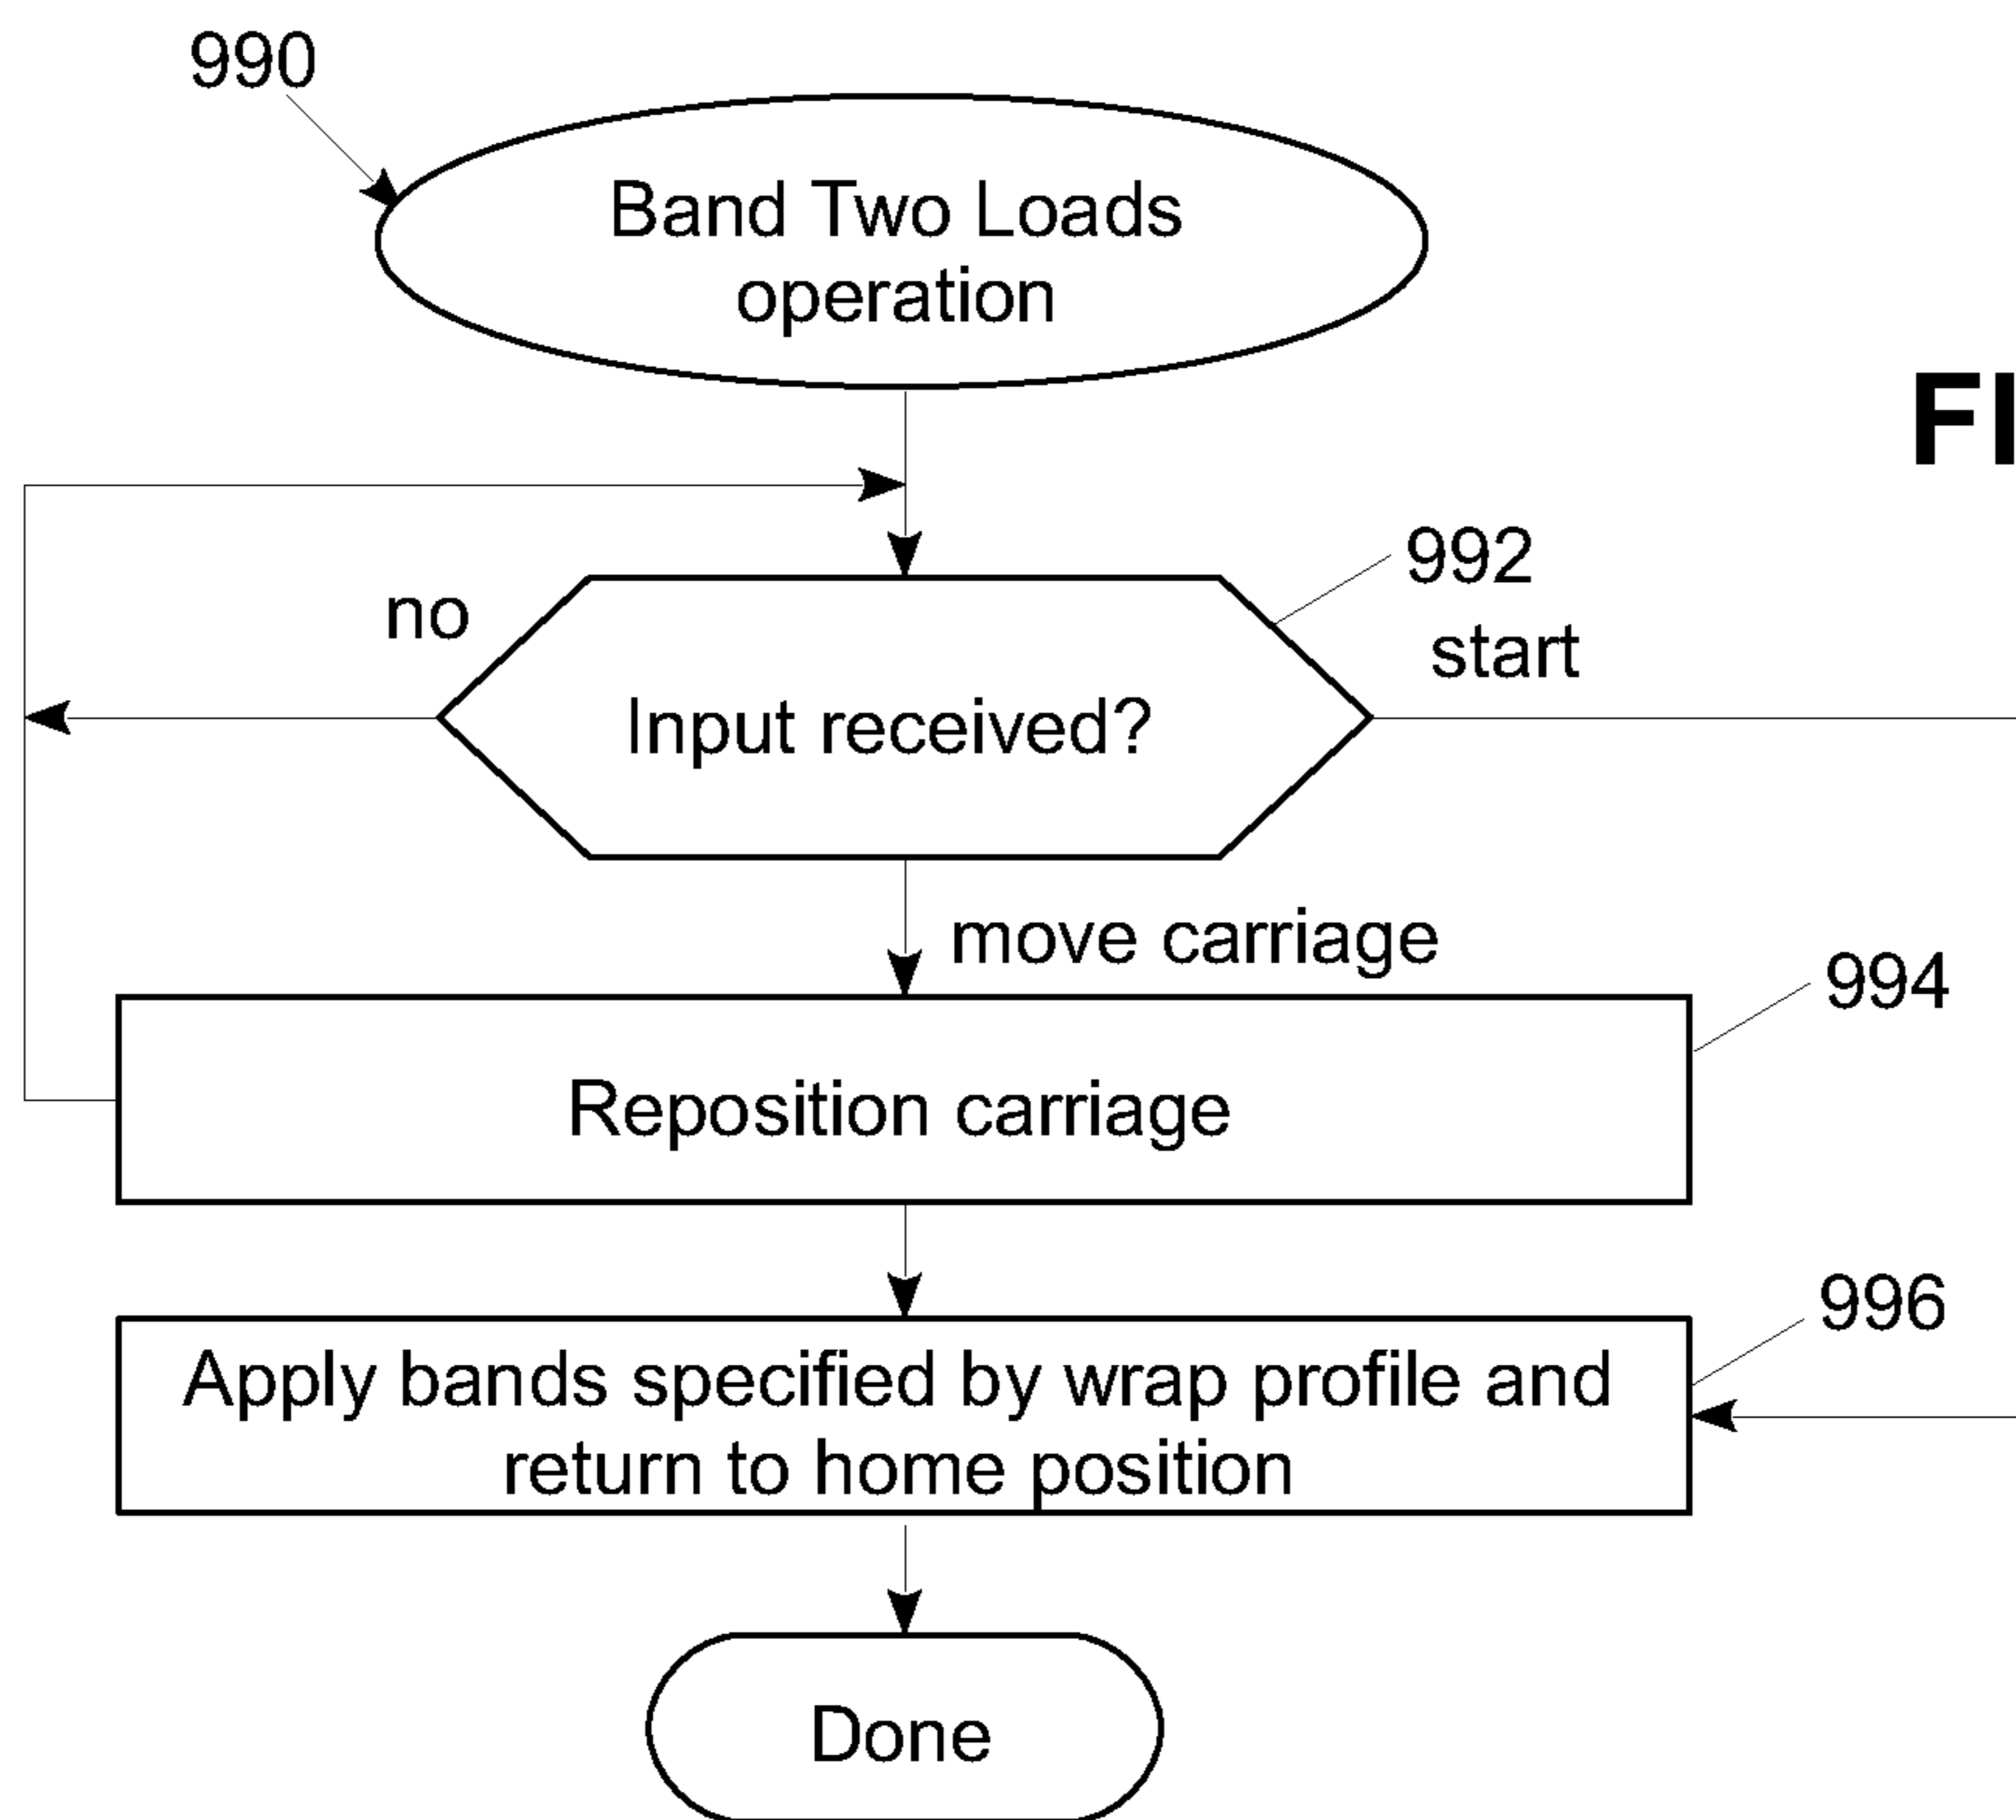 990
Band Two Loads
operation
FI
992
no
start
Input received?
move carriage
994
Reposition carriage
996
Apply bands specified by wrap profile and
return to home position
Done